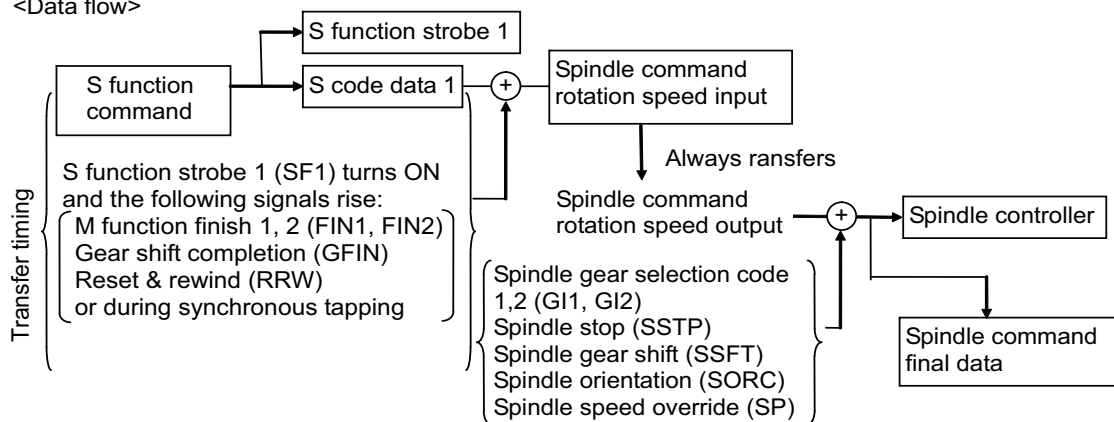 <Data flow>
S function strobe 1
S function
command
S code data 1
+
Spindle command
rotation speed input
Transfer timing
S function strobe 1 (SF1) turns ON
and the following signals rise:
M function finish 1, 2 (FIN1, FIN2)
Gear shift completion (GFIN)
Reset & rewind (RRW)
or during synchronous tapping
Always ransfers
Spindle command
rotation speed output
+
Spindle controller
Spindle gear selection code
1,2 (GI1, GI2)
Spindle stop (SSTP)
Spindle gear shift (SSFT)
Spindle orientation (SORC)
Spindle speed override (SP)
Spindle command
final data